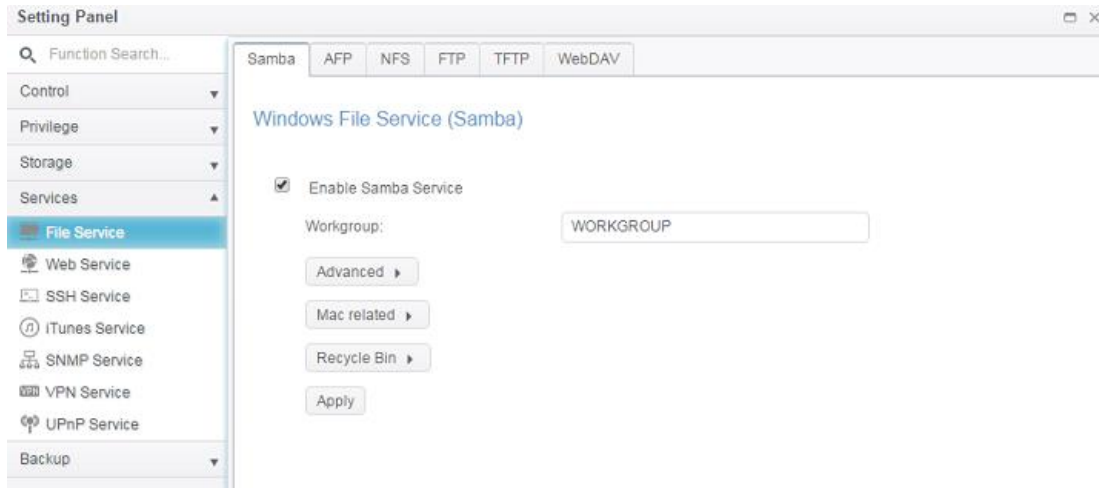 Setting Panel
Function Search...
Control
Privilege
Storage
Services
File Service
Web Service
SSH Service
iTunes Service
SNMP Service
VPN Service
UPnP Service
Backup
Samba AFP NFS FTP TFTP WebDAV
Windows File Service (Samba)
Enable Samba Service
Workgroup: WORKGROUP
Advanced
Mac related
Recycle Bin
Apply